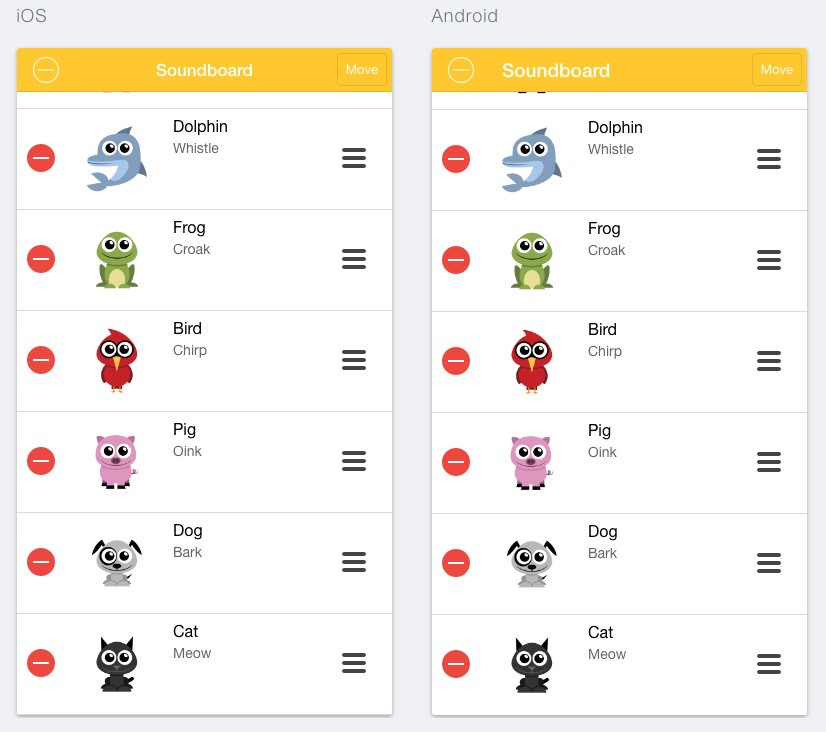 iOS
Soundboard
Move
Dolphin
Whistle
Frog
Croak
Bird
Chirp
Pig
Oink
Dog
Bark
Cat
Meow
Android
Soundboard
Move
Dolphin
Whistle
Frog
Croak
Bird
Chirp
Pig
Oink
Dog
Bark
Cat
Meow